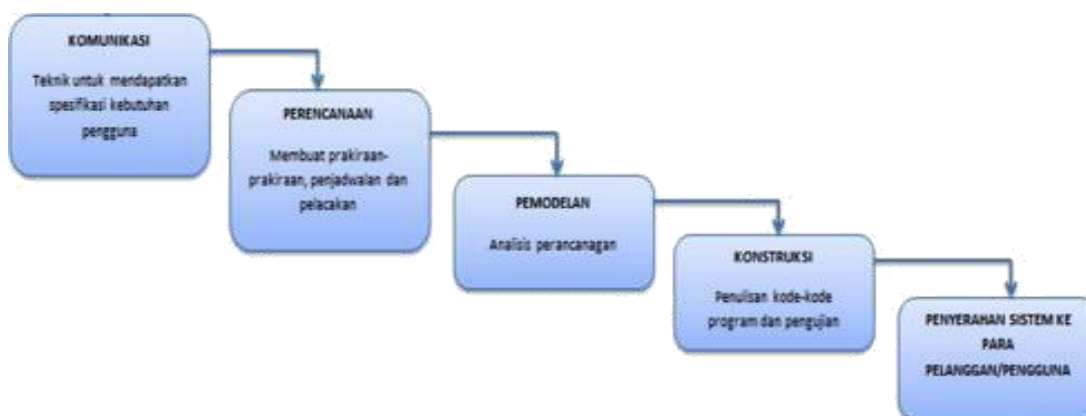 KOMUNIKASI
Teknik untuk mendapatkan
spesifikasi kebutuhan
pengguna
PERENCANAAN
Membuat prakiraan-
prakiraan, penjadwalan dan
pelacakan
PEMODELAN
Analisis perancanagan
KONSTRUKSI
Penulisan kode-kode
program dan pengujian
PENYERAHAN SISTEM KE
PARA
PELANGGAN/PENGGUNA